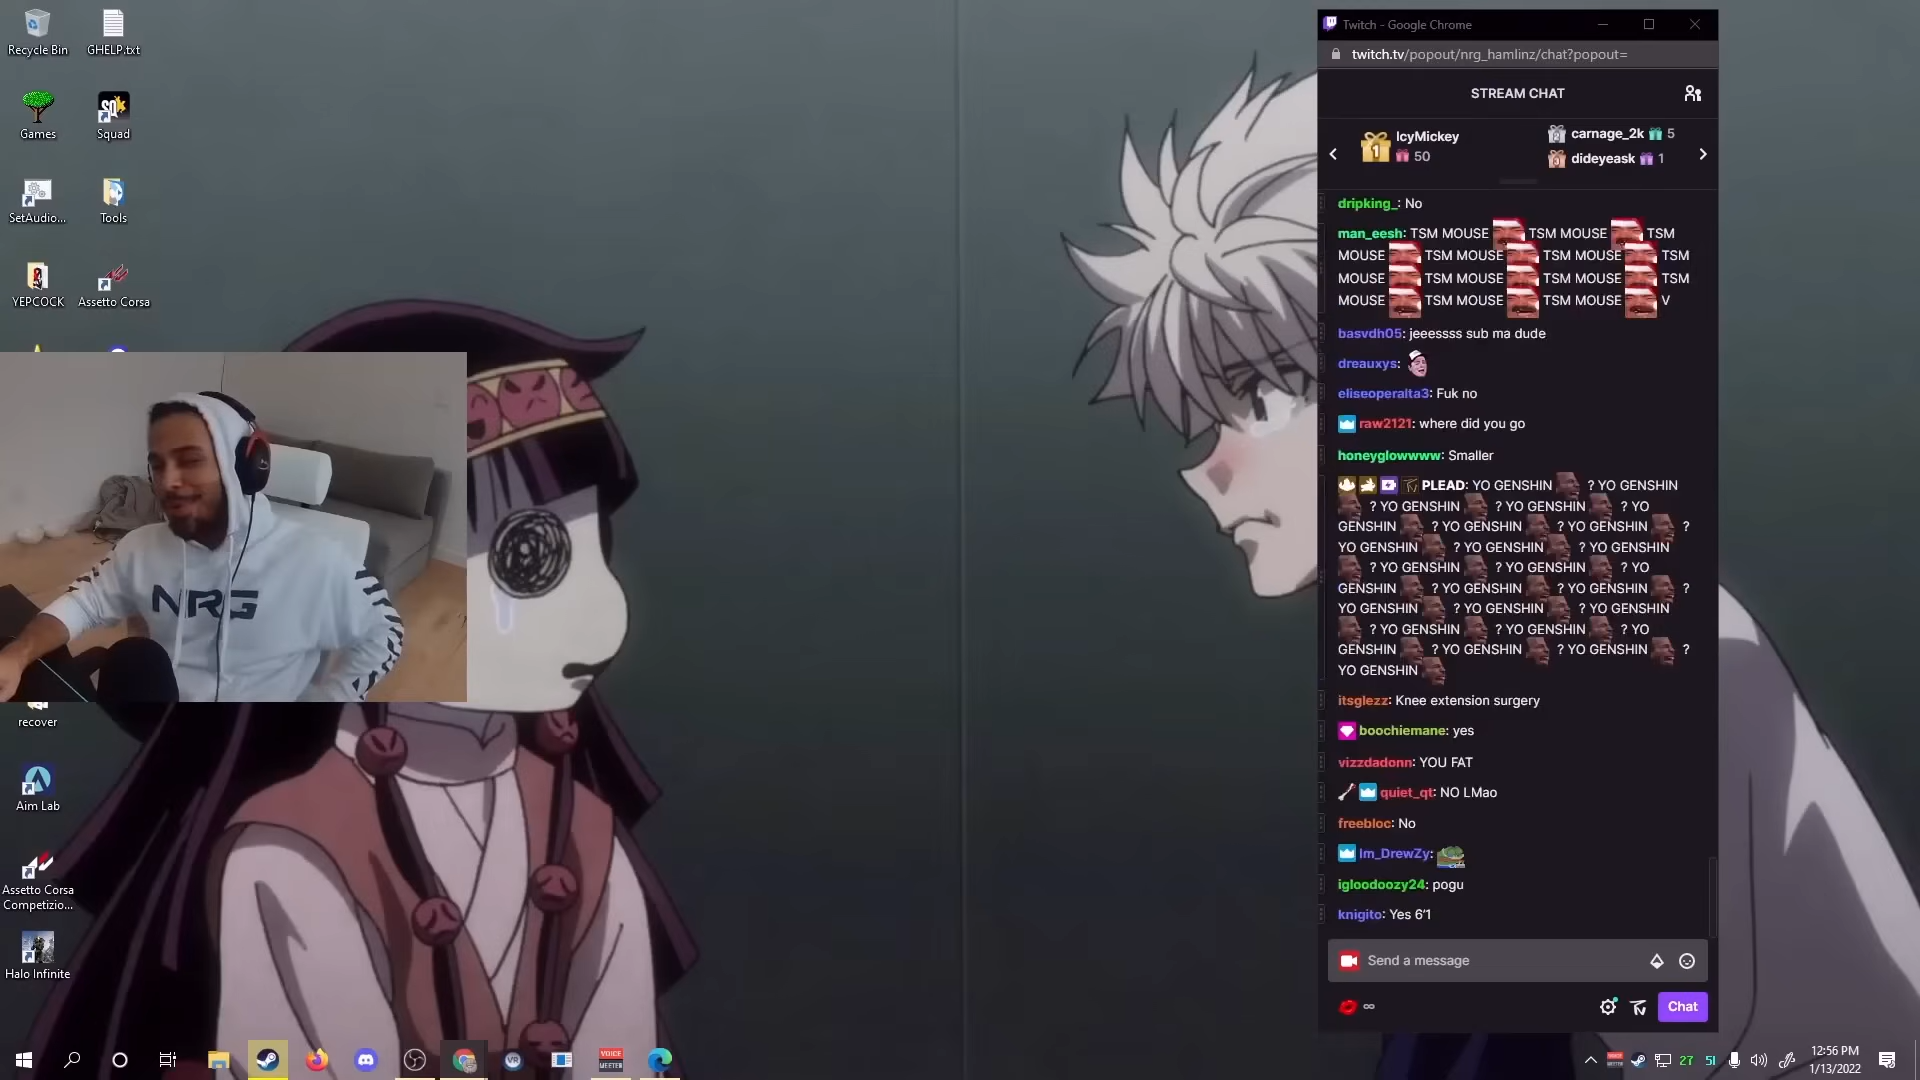 Recycle Bin
GHELP.txt
Games
Squad
SetAudio...
Tools
YEPCOCK
Assetto Corsa
recover
Aim Lab
Assetto Corsa
Competizio...
Halo Infinite
NRG
Twitch - Google Chrome
twitch.tv/popout/nrg_hamlinz/chat?popout=
STREAM CHAT
1 IcyMickey
50
carnage_2k 5
dideyeask 1
dripking_: No
man_eesh: TSM MOUSE TSM MOUSE TSM
MOUSE TSM MOUSE TSM MOUSE TSM
MOUSE TSM MOUSE TSM MOUSE TSM
MOUSE TSM MOUSE TSM MOUSE V
basvdh05: jeeessss sub ma dude
dreauxys:
eliseoperalta3: Fuk no
raw2121: where did you go
honeyglowwww: Smaller
PLEAD: YO GENSHIN ? YO GENSHIN
? YO GENSHIN ? YO GENSHIN ? YO
GENSHIN ? YO GENSHIN ? YO GENSHIN ?
YO GENSHIN ? YO GENSHIN ? YO GENSHIN
? YO GENSHIN ? YO GENSHIN ? YO
GENSHIN ? YO GENSHIN ? YO GENSHIN ?
YO GENSHIN ? YO GENSHIN ? YO GENSHIN
? YO GENSHIN ? YO GENSHIN ? YO
GENSHIN ? YO GENSHIN ? YO GENSHIN ?
YO GENSHIN
itsglezz: Knee extension surgery
boochiemane: yes
vizzdadonn: YOU FAT
quiet_qt: NO LMao
freebloc: No
Im_DrewZy:
igloodoozy24: pogu
knigito: Yes 6'1
Send a message
∞
Chat
VR
VOICE
MEETER
27
51
12:56 PM
1/13/2022